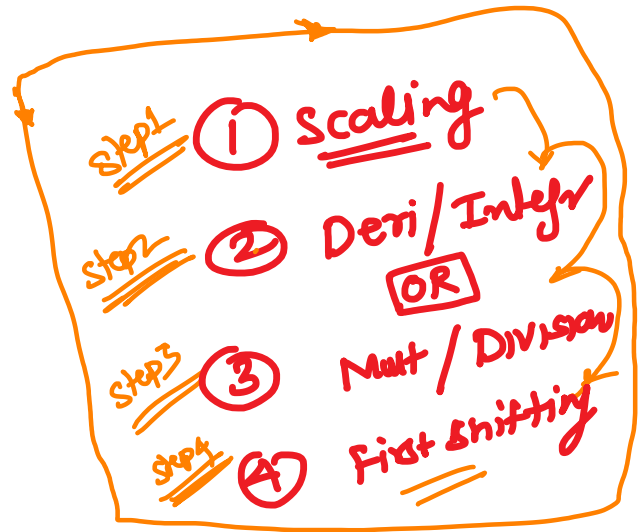 Step1 1 Scaling
Step2 2 Deri/Integr
OR
Step3 3 Mult/Division
Step4 4 First Shifting